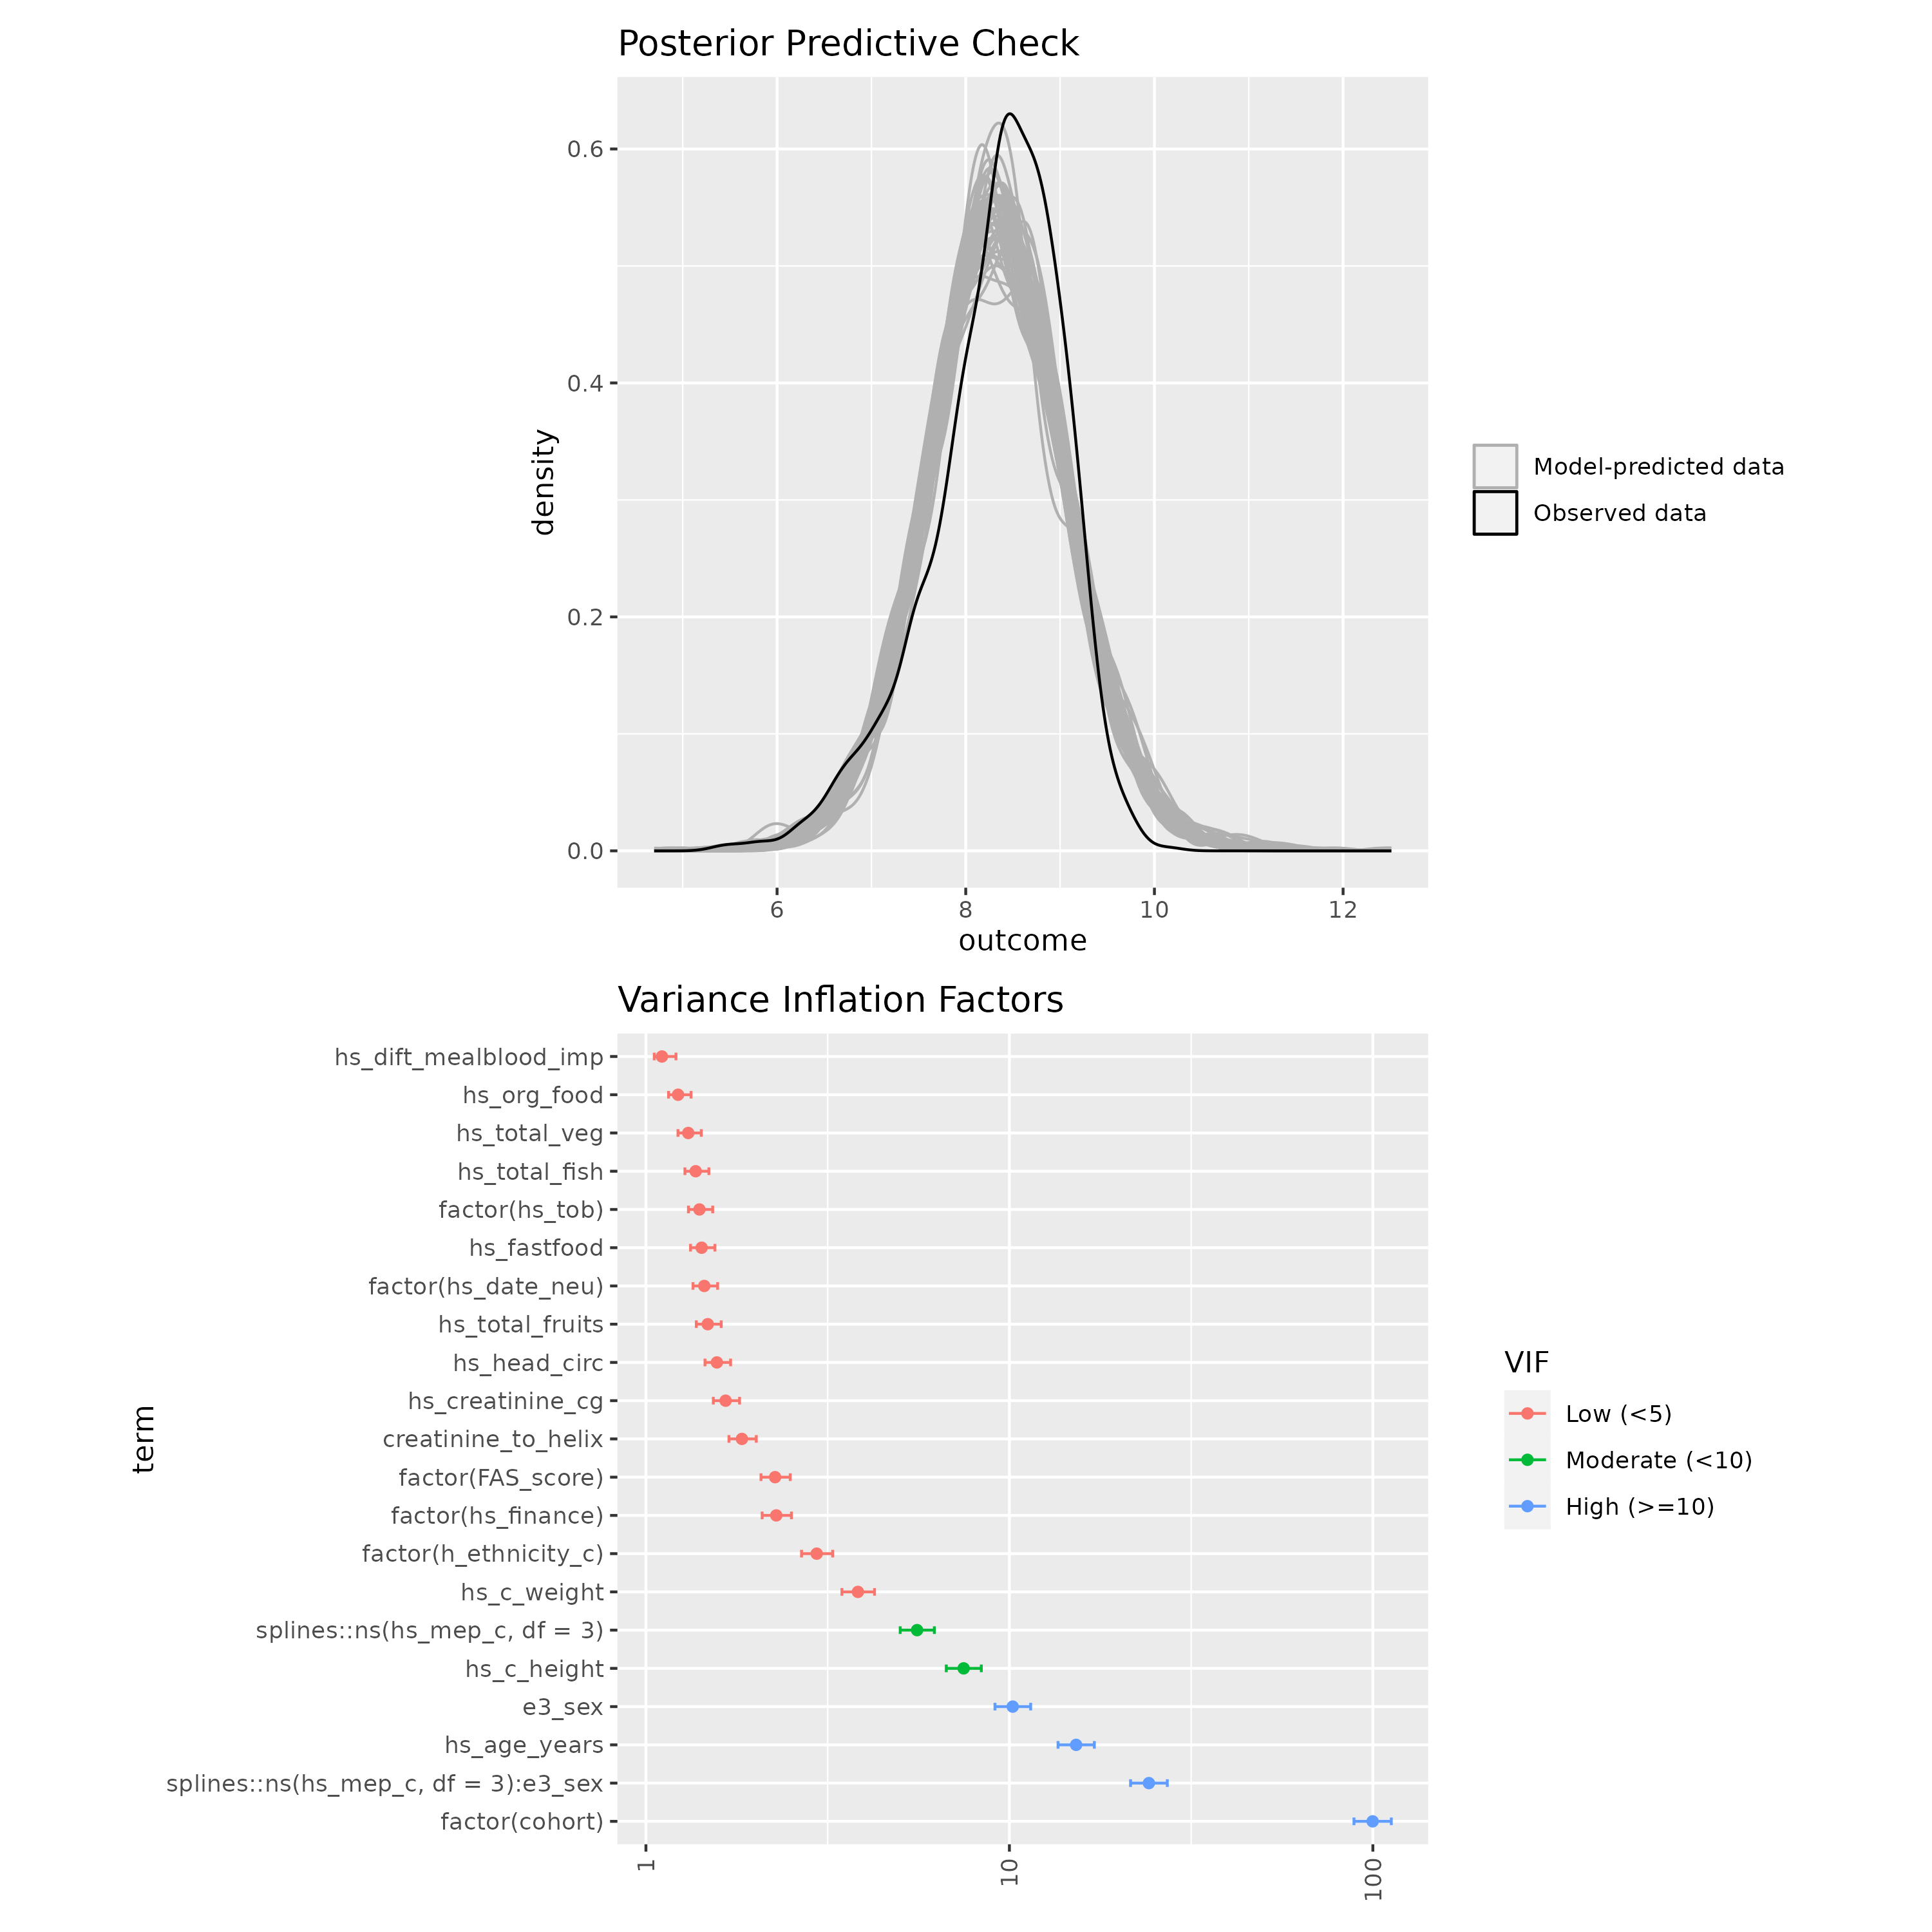 Posterior Predictive Check
0.6
0.4
0.2
0.0
density
6 8 10 12
outcome
Model-predicted data
Observed data
Variance Inflation Factors
term
hs_dift_mealblood_imp
hs_org_food
hs_total_veg
hs_total_fish
factor(hs_tob)
hs_fastfood
factor(hs_date_neu)
hs_total_fruits
hs_head_circ
hs_creatinine_cg
creatinine_to_helix
factor(FAS_score)
factor(hs_finance)
factor(h_ethnicity_c)
hs_c_weight
splines::ns(hs_mep_c, df = 3)
hs_c_height
e3_sex
hs_age_years
splines::ns(hs_mep_c, df = 3):e3_sex
factor(cohort)
1 10 100
VIF
Low (<5)
Moderate (<10)
High (>=10)